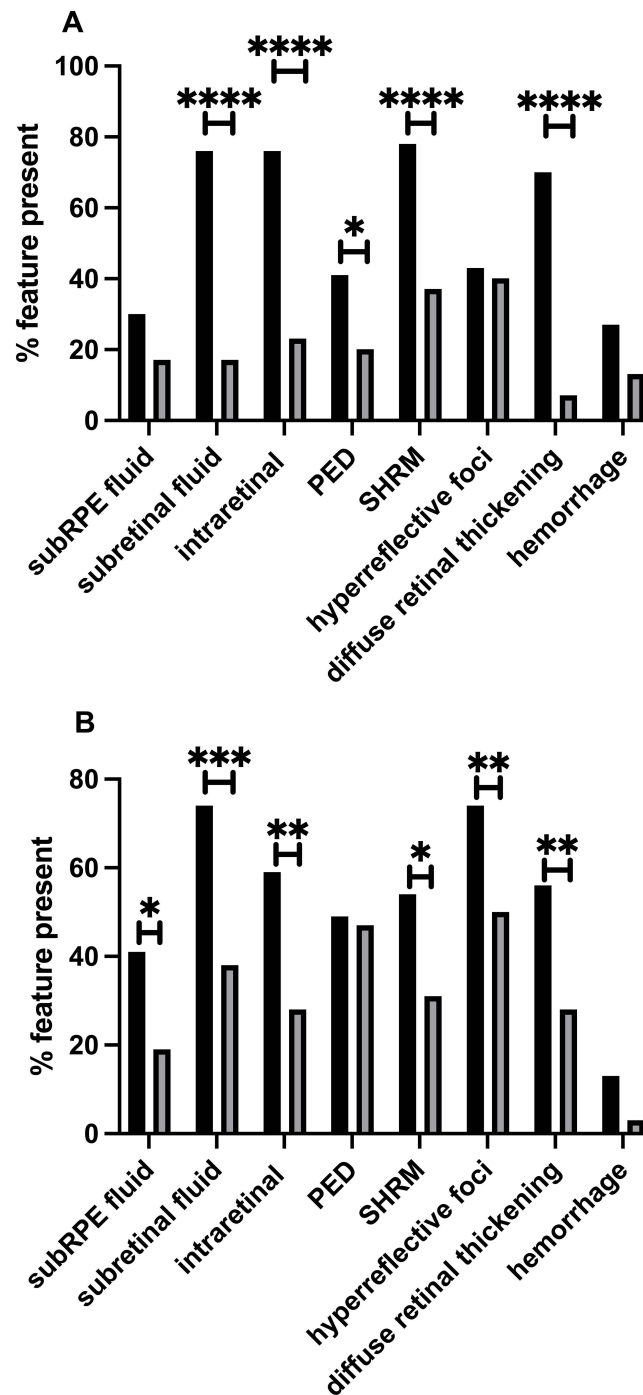 A
****
**** **** ****
*
100
80
60
40
20
0
% feature present
subRPE fluid
subretinal fluid
intraretinal
PED
SHRM
hyperreflective foci
diffuse retinal thickening
hemorrhage
B
*** **
** * **
*
80
60
40
20
0
% feature present
subRPE fluid
subretinal fluid
intraretinal
PED
SHRM
hyperreflective foci
diffuse retinal thickening
hemorrhage